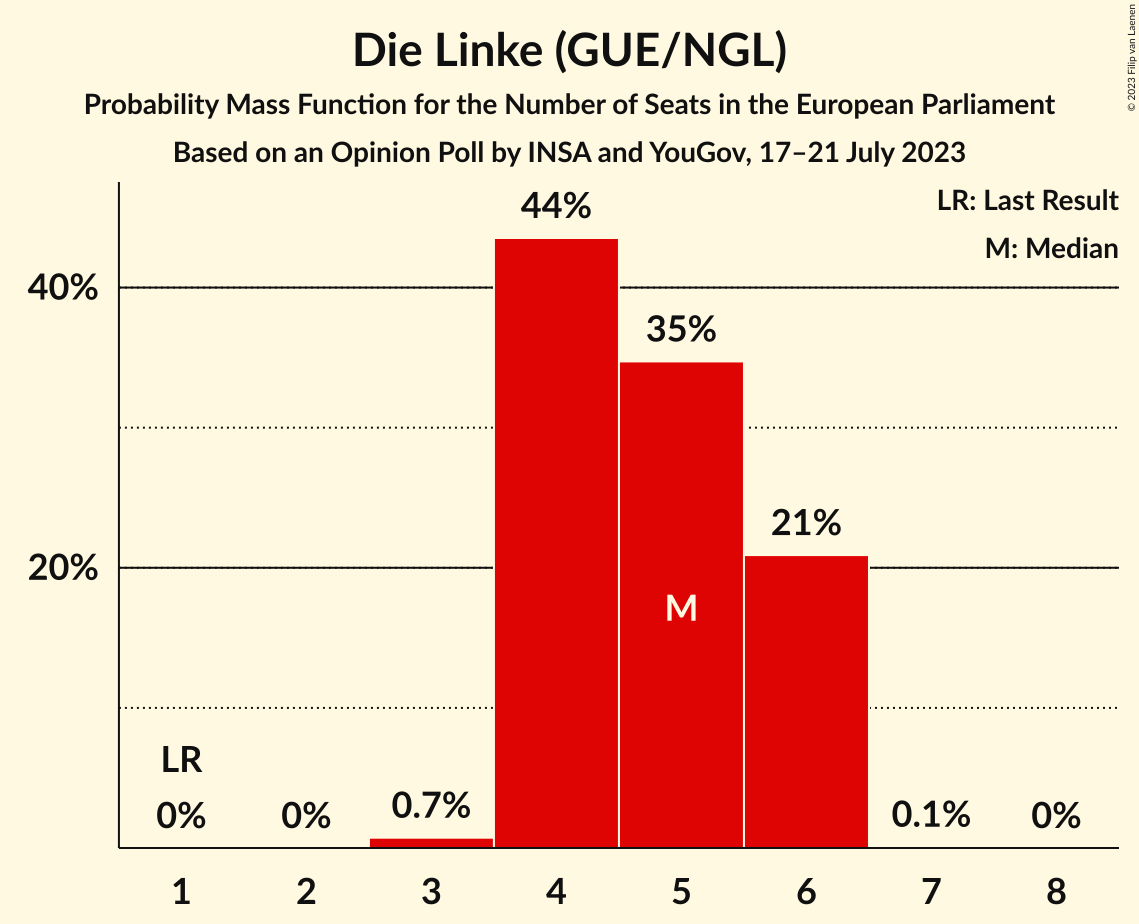 Die Linke (GUE/NGL)
Probability Mass Function for the Number of Seats in the European Parliament
Based on an Opinion Poll by INSA and YouGov, 17–21 July 2023
© 2023 Filip van Laenen
LR: Last Result
M: Median
44%
40%
35%
21%
20%
M
LR
0%
0%
0.7%
0.1%
0%
1
2
3
4
5
6
7
8